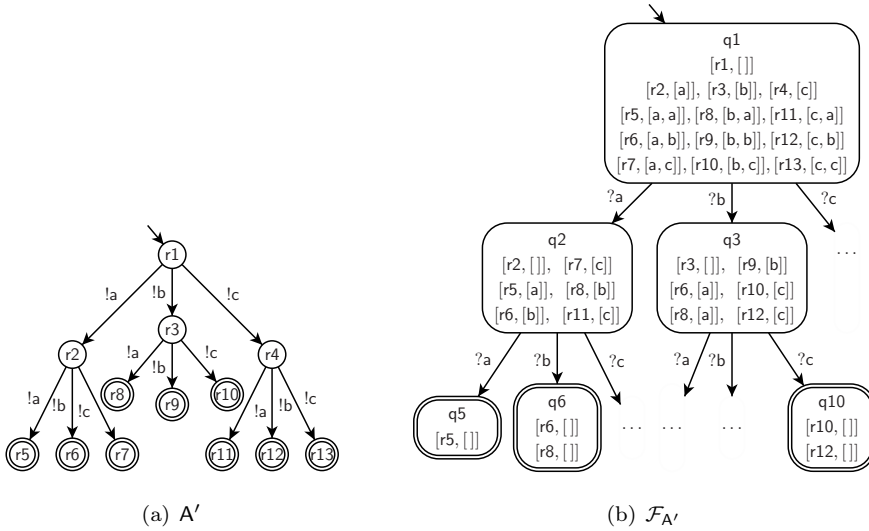 q1
[r1, [ ]]
[r2, [a]], [r3, [b]], [r4, [c]]
[r5, [a, a]], [r8, [b, a]], [r11, [c, a]]
[r6, [a, b]], [r9, [b, b]], [r12, [c, b]]
[r7, [a, c]], [r10, [b, c]], [r13, [c, c]]
?a ?b ?c
q2
[r2, [ ]], [r7, [c]]
[r5, [a]], [r8, [b]]
[r6, [b]], [r11, [c]]
q3
[r3, [ ]], [r9, [b]]
[r6, [a]], [r10, [c]]
[r8, [a]], [r12, [c]]
...
?a ?b ?c
?a ?b ?c
q5
[r5, [ ]]
q6
[r6, [ ]]
[r8, [ ]]
... ... ...
q10
[r10, [ ]]
[r12, [ ]]
r1
!a !b !c
r2 r3 r4
!a !b !c
!a !b !c
!a !b !c
r8 r9 r10
r5 r6 r7 r11 r12 r13
(a) A′
(b) ℱA′